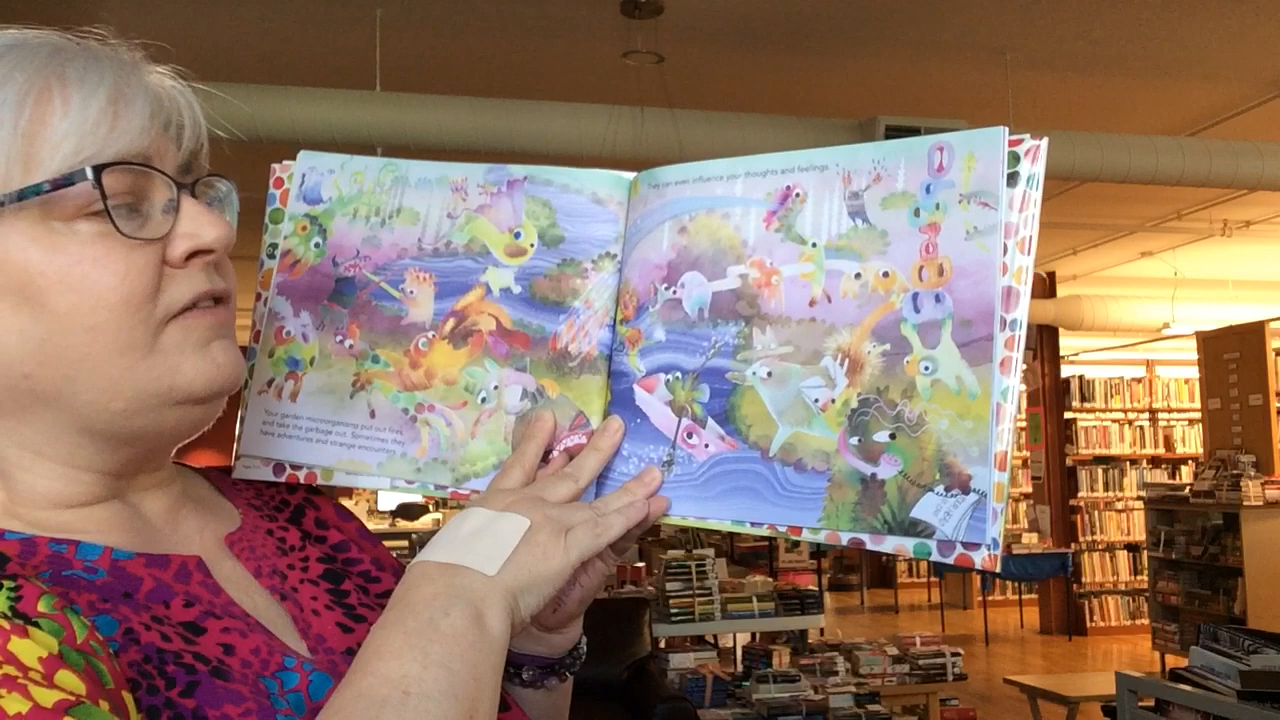 Your garden microorganisms put out fires,
and take the garbage out. Sometimes they
have adventures and strange encounters.
They can even influence your thoughts and feelings.